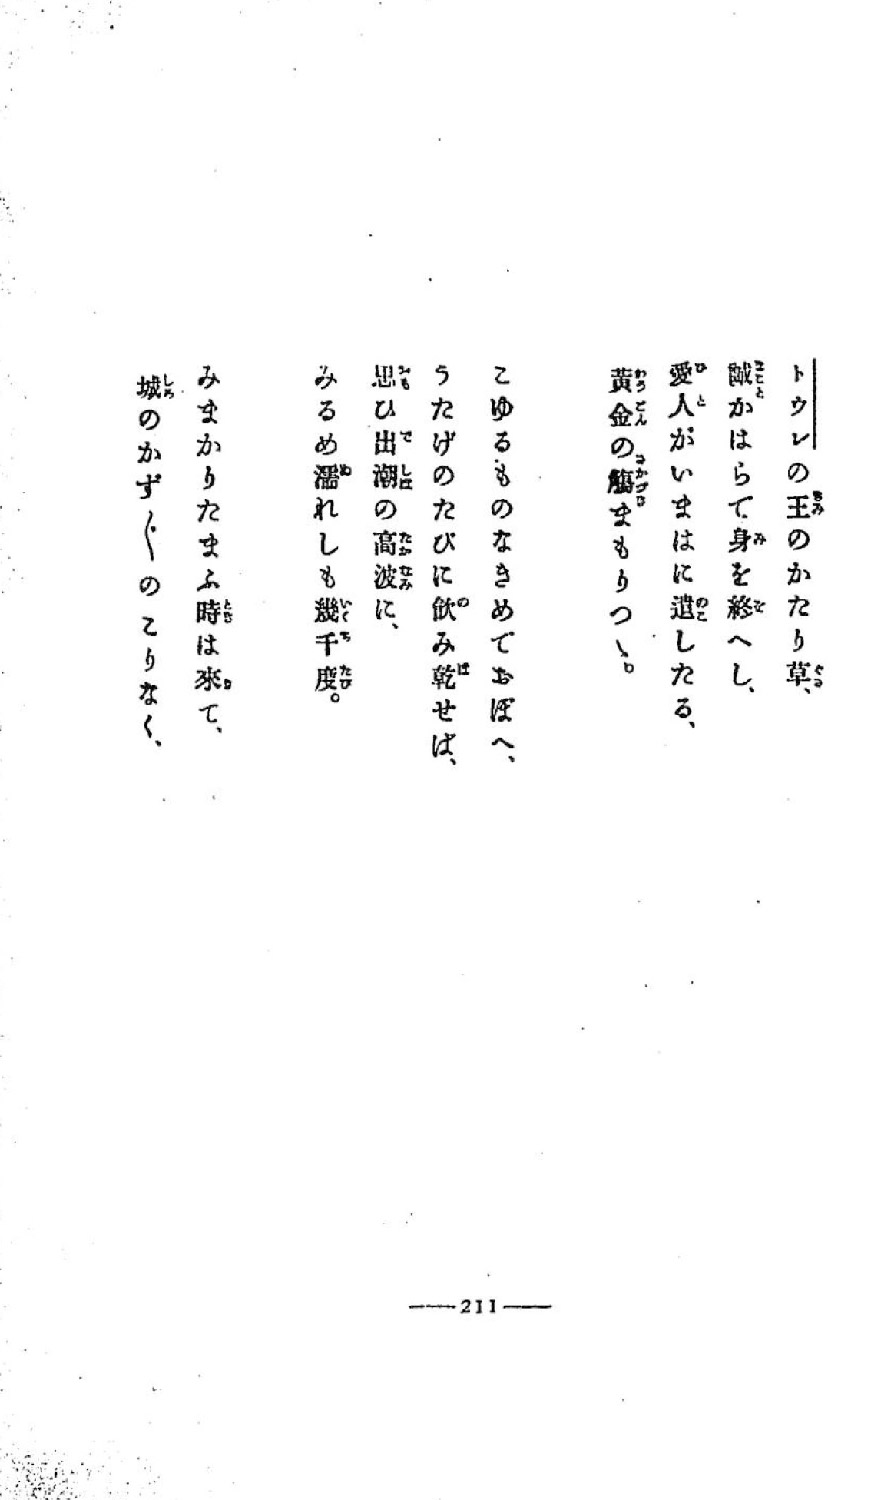 トウレの王のかたり草、
誠かはらで身を終へし、
愛人がいまはに遺したる、
黄金の觴まもりつゝ。
こゆるものなきめでおぼへ、
うたげのたびに飮み乾せば、
思ひ出潮の高波に、
みるめ濡れしも幾千度。
みまかりたまふ時は來て、
城のかず〲のこりなく、
211